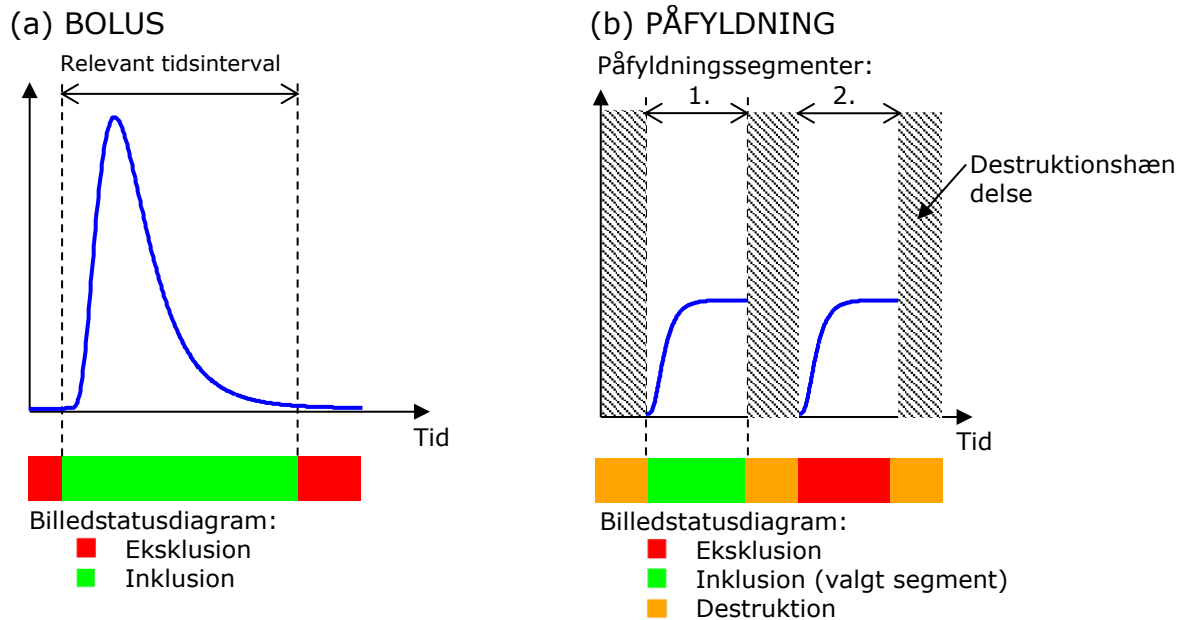 (a) BOLUS
Relevant tidsinterval
Tid
Billedstatusdiagram:
Eksklusion
Inklusion
(b) PÅFYLDNING
Påfyldningssegmenter:
1.
2.
Destruktionshæn
delse
Tid
Billedstatusdiagram:
Eksklusion
Inklusion (valgt segment)
Destruktion